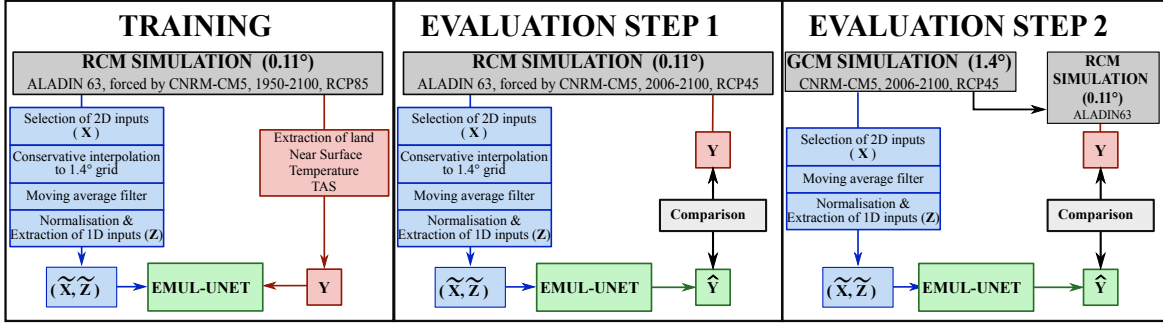 TRAINING
RCM SIMULATION (0.11°)
ALADIN 63, forced by CNRM-CM5, 1950-2100, RCP85
Selection of 2D inputs
( X )
Conservative interpolation
to 1.4° grid
Moving average filter
Normalisation &
Extraction of 1D inputs (Z)
Extraction of land
Near Surface
Temperature
TAS
(X̃, Z̃)
EMUL-UNET
Y
EVALUATION STEP 1
RCM SIMULATION (0.11°)
ALADIN 63, forced by CNRM-CM5, 2006-2100, RCP45
Selection of 2D inputs
( X )
Conservative interpolation
to 1.4° grid
Moving average filter
Normalisation &
Extraction of 1D inputs (Z)
Y
Comparison
(X̃, Z̃)
EMUL-UNET
Ŷ
EVALUATION STEP 2
GCM SIMULATION (1.4°)
CNRM-CM5, 2006-2100, RCP45
RCM
SIMULATION
(0.11°)
ALADIN63
Selection of 2D inputs
( X )
Moving average filter
Normalisation &
Extraction of 1D inputs (Z)
Y
Comparison
(X̃, Z̃)
EMUL-UNET
Ŷ